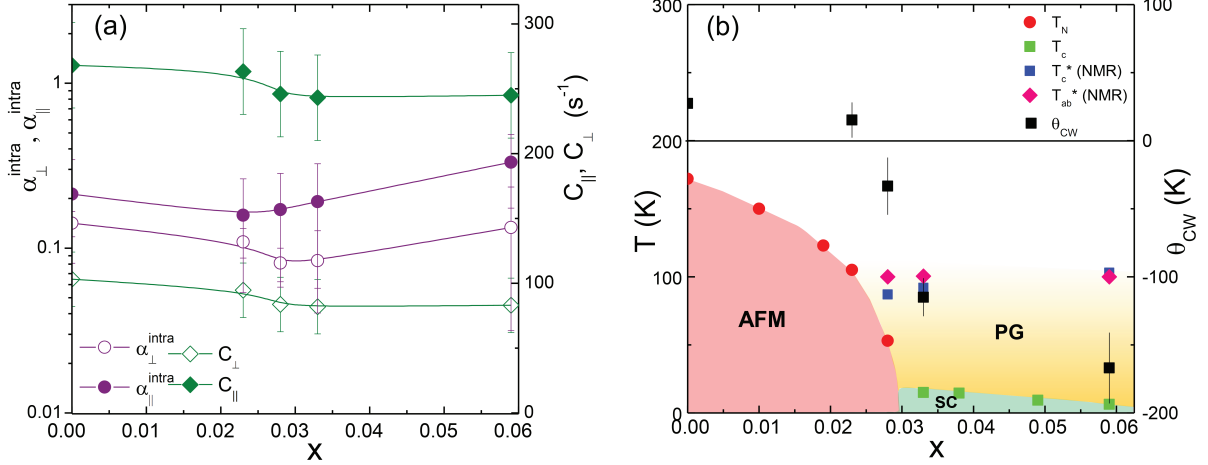 (a)
α⊥^intra , α||^intra
1
0.1
0.01
300
200
100
0
C||, C⊥ (s⁻¹)
α⊥^intra C⊥
α||^intra C||
0.00 0.01 0.02 0.03 0.04 0.05 0.06
x
(b)
T (K)
300
200
100
0
100
0
-100
-200
θCW (K)
TN
Tc
Tc* (NMR)
Tab* (NMR)
θCW
AFM
PG
SC
0.00 0.01 0.02 0.03 0.04 0.05 0.06
x